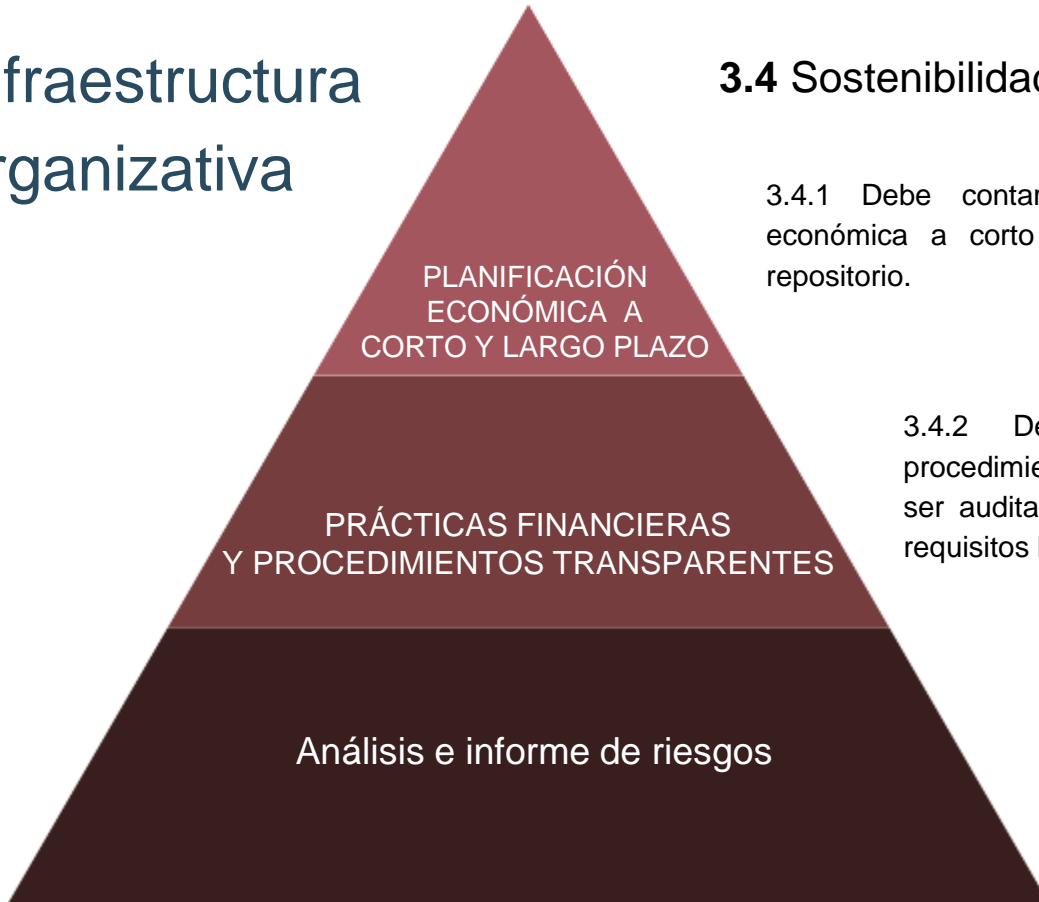 fraestructura
rganizativa
3.4 Sostenibilidad
3.4.1 Debe contar
económica a corto
repositorio.
PLANIFICACIÓN
ECONÓMICA A
CORTO Y LARGO PLAZO
3.4.2 De
procedimie
ser audita
requisitos
PRÁCTICAS FINANCIERAS
Y PROCEDIMIENTOS TRANSPARENTES
Análisis e informe de riesgos